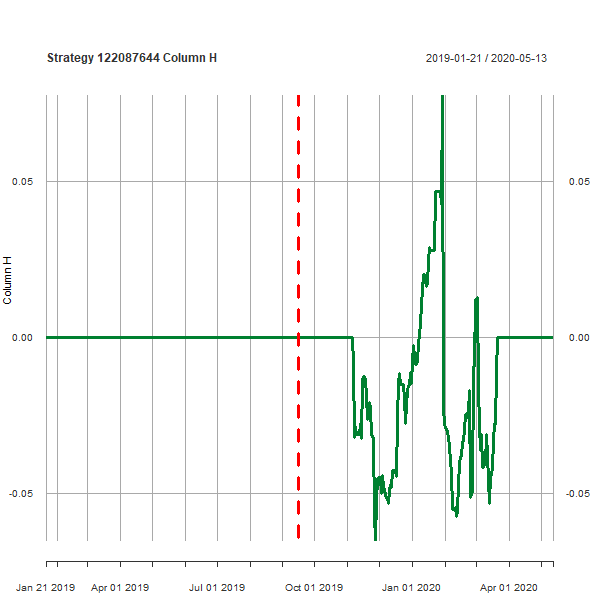 Strategy 122087644 Column H
2019-01-21 / 2020-05-13
0.05
0.05
Column H
0.00
0.00
-0.05
-0.05
Jan 21 2019
Apr 01 2019
Jul 01 2019
Oct 01 2019
Jan 01 2020
Apr 01 2020